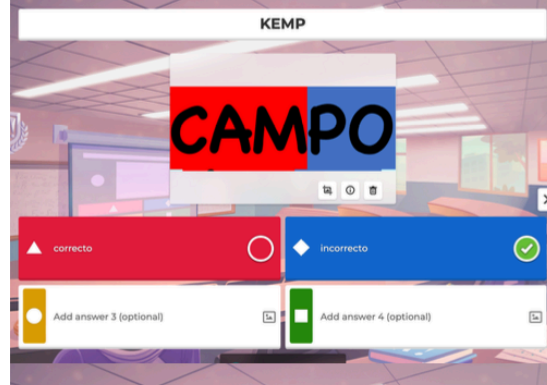 KEMP
CAMPO
correcto
incorrecto
Add answer 3 (optional)
Add answer 4 (optional)